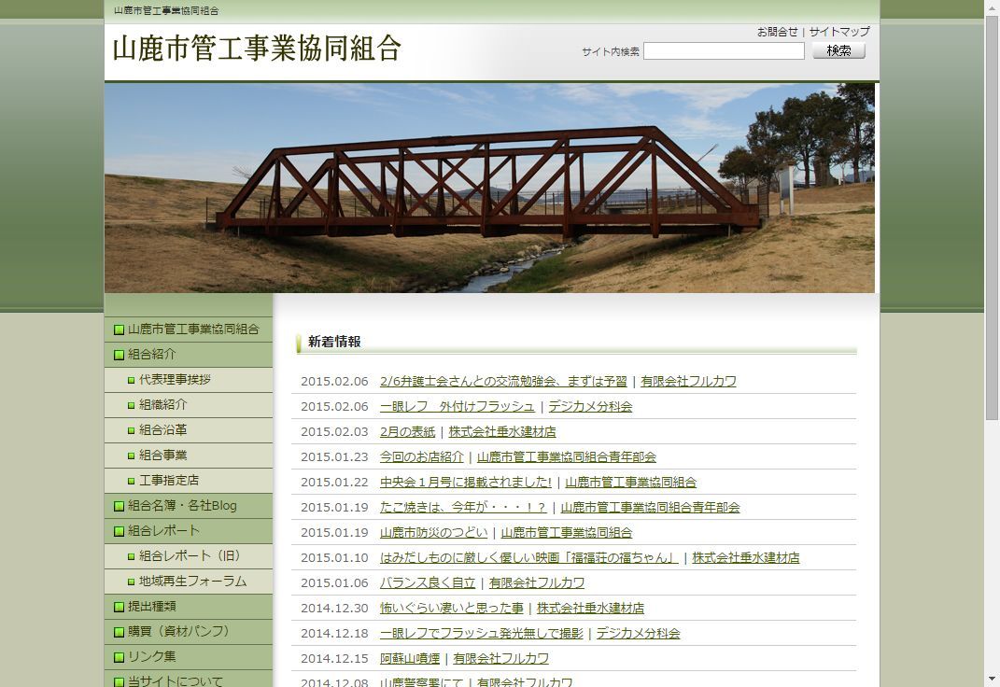 山鹿市管工事業協同組合
お問合せ | サイトマップ
山鹿市管工事業協同組合
サイト内検索 検索
山鹿市管工事業協同組合
組合紹介
代表理事挨拶
組織紹介
組合沿革
組合事業
工事指定店
組合名簿・各社Blog
組合レポート
組合レポート（旧）
地域再生フォーラム
提出種類
購買（資材パンフ）
リンク集
当サイトについて
新着情報
2015.02.06 2/6弁護士会さんとの交流勉強会、まずは予習 | 有限会社フルカワ
2015.02.06 一眼レフ　外付けフラッシュ | デジカメ分科会
2015.02.03 2月の表紙 | 株式会社垂水建材店
2015.01.23 今回のお店紹介 | 山鹿市管工事業協同組合青年部会
2015.01.22 中央会１月号に掲載されました! | 山鹿市管工事業協同組合
2015.01.19 たこ焼きは、今年が・・・！？ | 山鹿市管工事業協同組合青年部会
2015.01.19 山鹿市防災のつどい | 山鹿市管工事業協同組合
2015.01.10 はみだしものに厳しく優しい映画「福福荘の福ちゃん」 | 株式会社垂水建材店
2015.01.06 バランス良く自立 | 有限会社フルカワ
2014.12.30 怖いぐらい凄いと思った事 | 株式会社垂水建材店
2014.12.18 一眼レフでフラッシュ発光無しで撮影 | デジカメ分科会
2014.12.15 阿蘇山噴煙 | 有限会社フルカワ
2014.12.08 山鹿警察署にて | 有限会社フルカワ